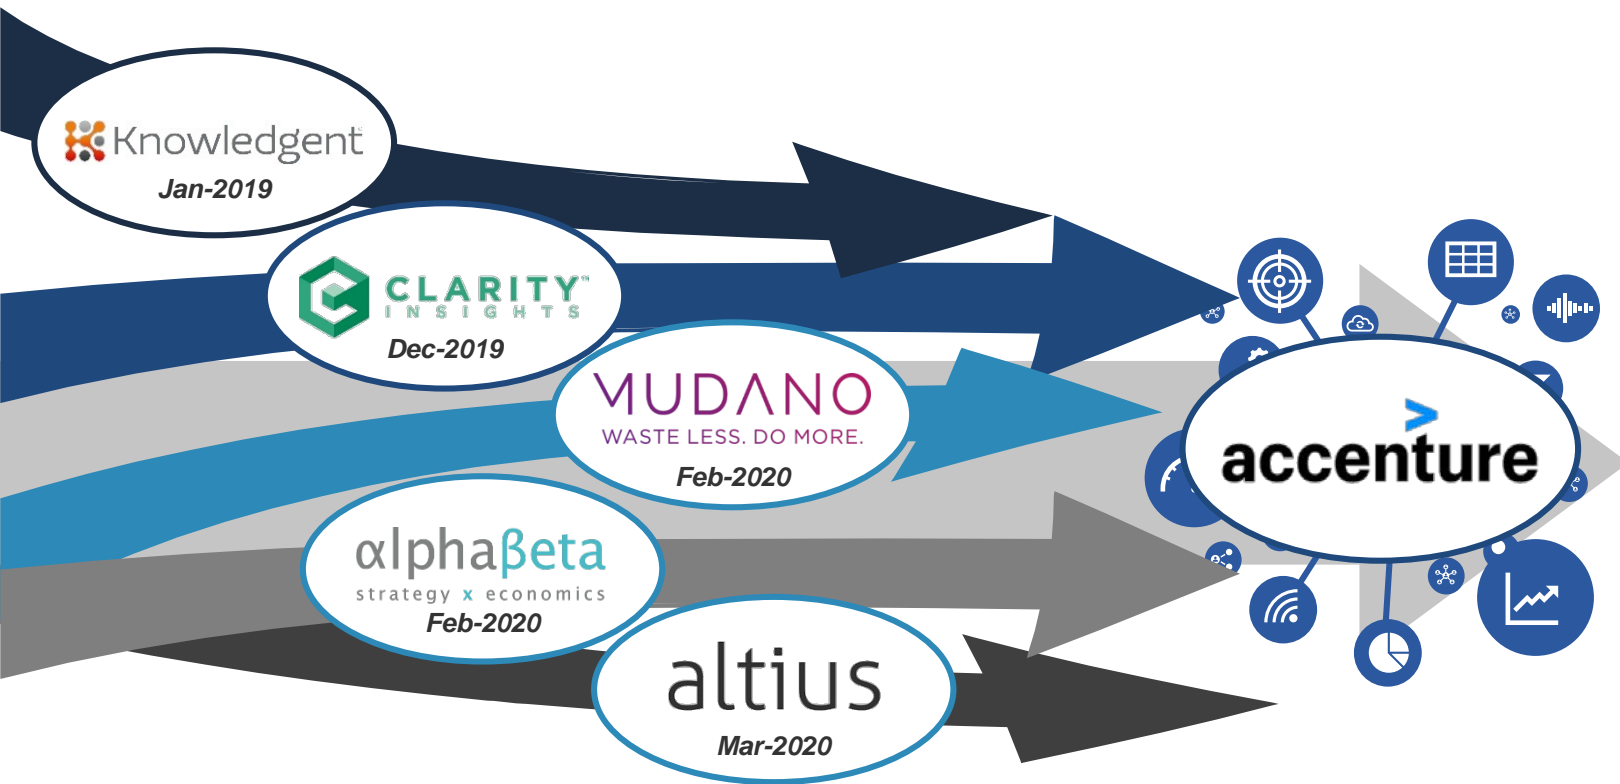 Knowledgent
Jan-2019
CLARITY™
INSIGHTS
Dec-2019
MUDANO
WASTE LESS. DO MORE.
Feb-2020
αlphaβeta
strategy x economics
Feb-2020
altius
Mar-2020
>
accenture